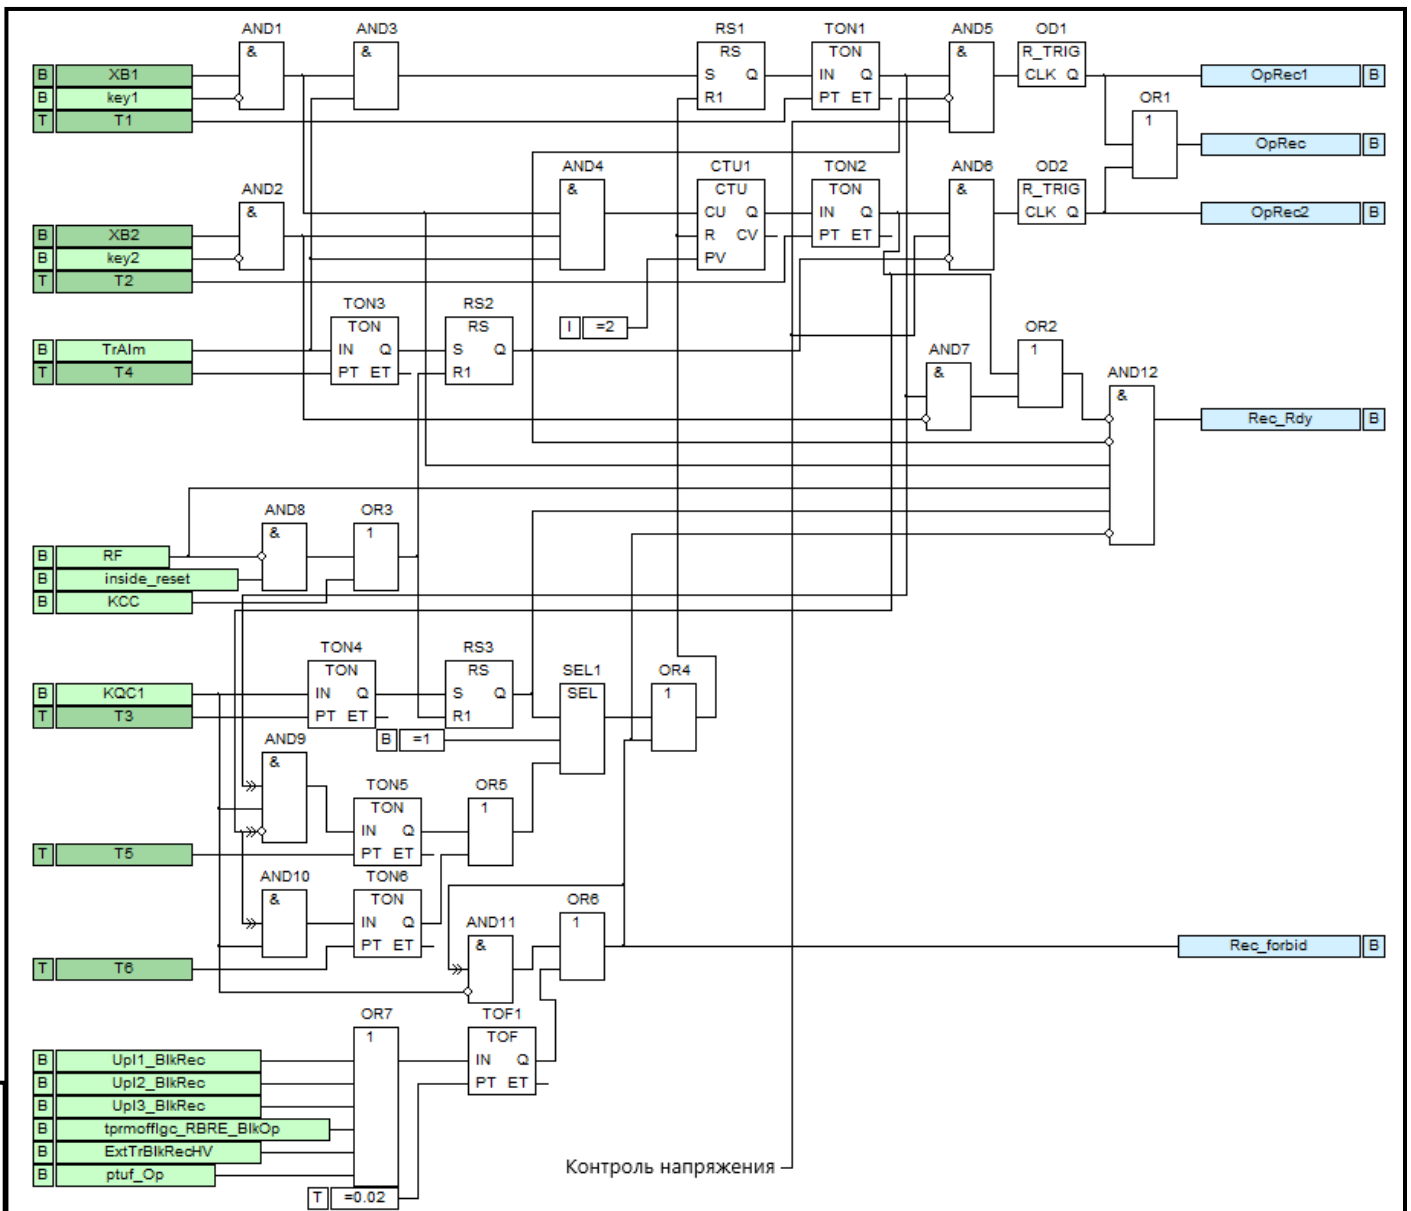 AND1 AND3 RS1 TON1 AND5 OD1
& & RS TON & R_TRIG
B XB1 S Q IN Q CLK Q OpRec1 B
B key1 R1 PT ET OR1
T T1 1
OpRec B
AND4 CTU1 TON2 AND6 OD2
AND2 & CTU TON & R_TRIG
& CU Q IN Q CLK Q OpRec2 B
B XB2 R CV PT ET
B key2 PV
T T2
TON3 RS2
TON RS I =2 OR2
B TrAlm IN Q S Q AND7 1
T T4 PT ET R1 & AND12
&
Rec_Rdy B
AND8 OR3
& 1
B RF
B inside_reset
B KCC
TON4 RS3 SEL1 OR4
TON RS SEL 1
B KQC1 IN Q S Q
T T3 PT ET R1
AND9 B =1
&
TON5 OR5
TON 1
IN Q
T T5 PT ET
AND10 TON6
& TON OR6
IN Q AND11 1
PT ET & Rec_forbid B
T T6
OR7 TOF1
1 TOF
B Upl1_BlkRec IN Q
B Upl2_BlkRec PT ET
B Upl3_BlkRec
B tprmofflgc_RBRE_BlkOp
B ExtTrBlkRecHV
B ptuf_Op Контроль напряжения
T =0.02